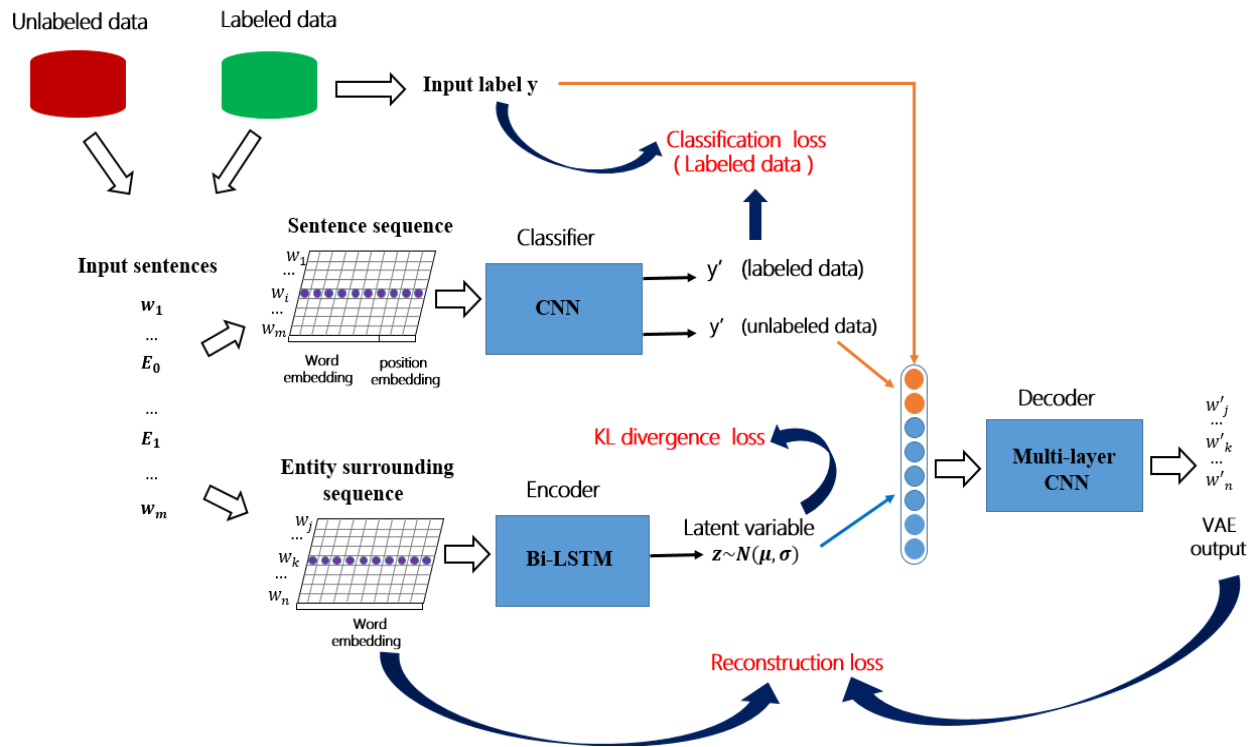 Unlabeled data
Labeled data
Input label y
Classification loss
( Labeled data )
Sentence sequence
Classifier
Input sentences
w₁
...
wᵢ
...
wₘ
CNN
y' (labeled data)
y' (unlabeled data)
w₁
...
E₀
...
E₁
...
wₘ
Word
embedding
position
embedding
KL divergence loss
Decoder
Multi-layer
CNN
w'ⱼ
...
w'ₖ
...
w'ₙ
Entity surrounding
sequence
Encoder
wⱼ
...
wₖ
...
wₙ
Bi-LSTM
Latent variable
z~N(μ, σ)
VAE
output
Word
embedding
Reconstruction loss